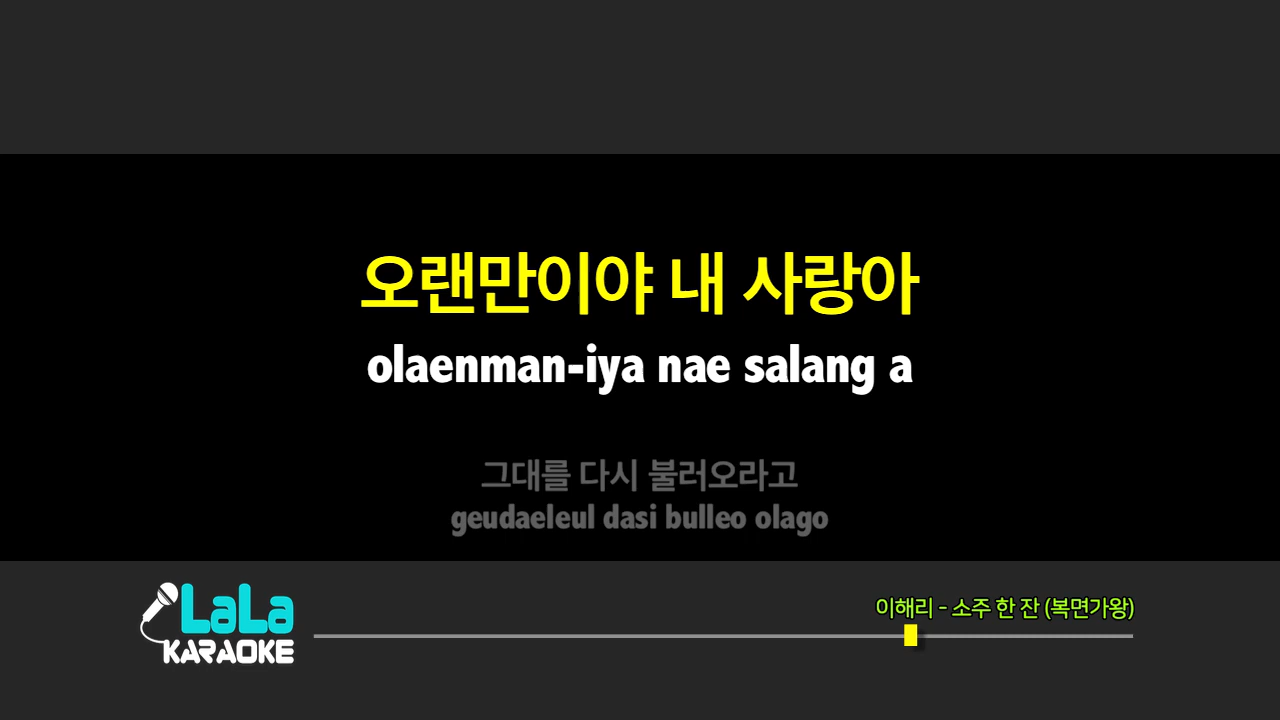 오랜만이야 내 사랑아
olaenman-iya nae salang a
그대를 다시 불러오라고
geudaeleul dasi bulleo olago
이해리 - 소주 한 잔 (복면가왕)
LaLa
KARAOKE